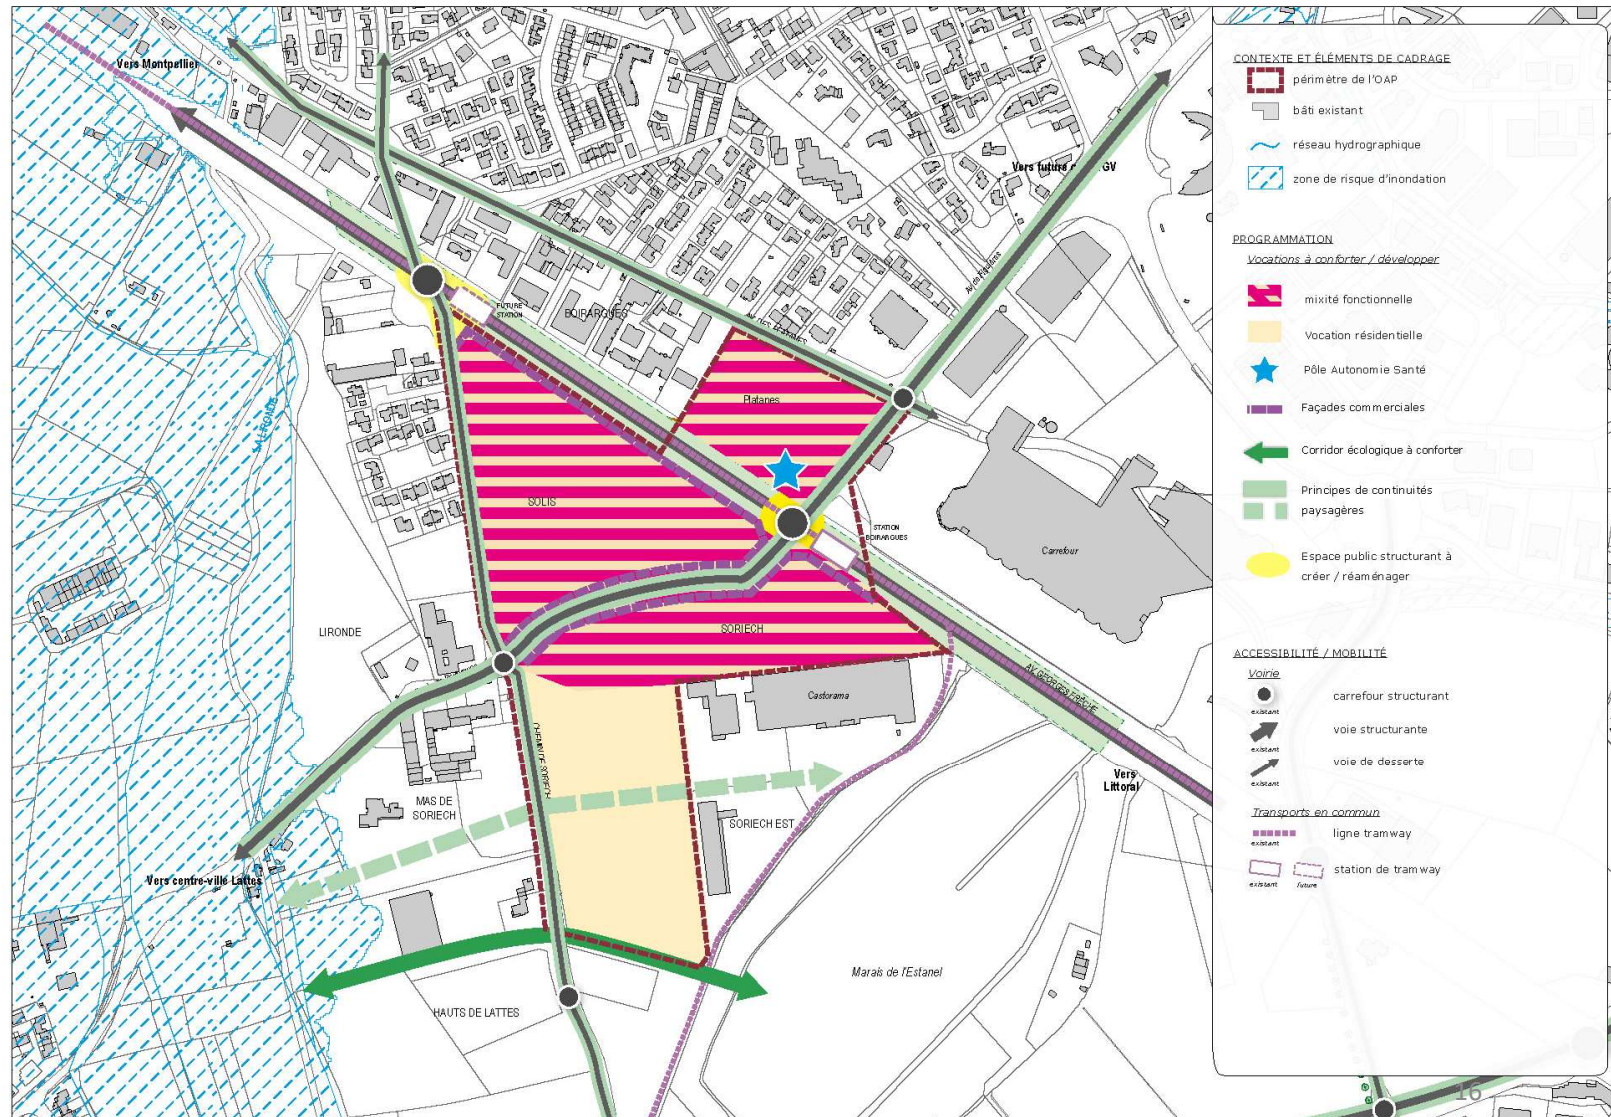 Vers Montpellier
Vers future
GV
Av. de Figuières
FUTURE
STATION
BOIRARGUES
Platanes
LA LIRONDE
SOLIS
STATION
BOIRARGUES
Carrefour
LIRONDE
SORIECH
Castorama
AV. GEORGES FRÊCHE
CHEMIN DE SORIECH
Vers
Littoral
MAS DE
SORIECH
SORIECH EST
Vers centre-ville Lattes
Marais de l'Estanel
HAUTS DE LATTES
CONTEXTE ET ÉLÉMENTS DE CADRAGE
périmètre de l'OAP
bâti existant
réseau hydrographique
zone de risque d'inondation
PROGRAMMATION
Vocations à conforter / développer
mixité fonctionnelle
Vocation résidentielle
Pôle Autonomie Santé
Façades commerciales
Corridor écologique à conforter
Principes de continuités
paysagères
Espace public structurant à
créer / réaménager
ACCESSIBILITÉ / MOBILITÉ
Voirie
carrefour structurant
existant
voie structurante
existant
voie de desserte
existant
Transports en commun
ligne tramway
existant
station de tramway
existant
future
16